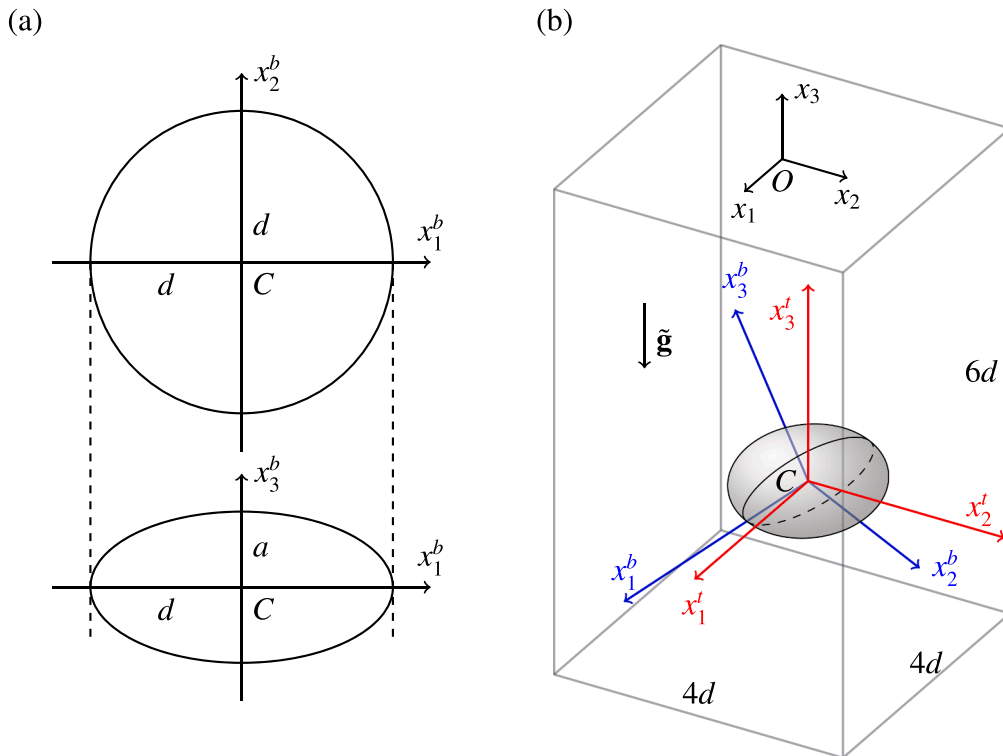 (a)
x_2^b
d
x_1^b
d
C
x_3^b
a
x_1^b
d
C
(b)
x_3
O
x_2
x_1
x_3^b
x_3^t
g̃
6d
C
x_2^t
x_1^b
x_2^b
x_1^t
4d
4d